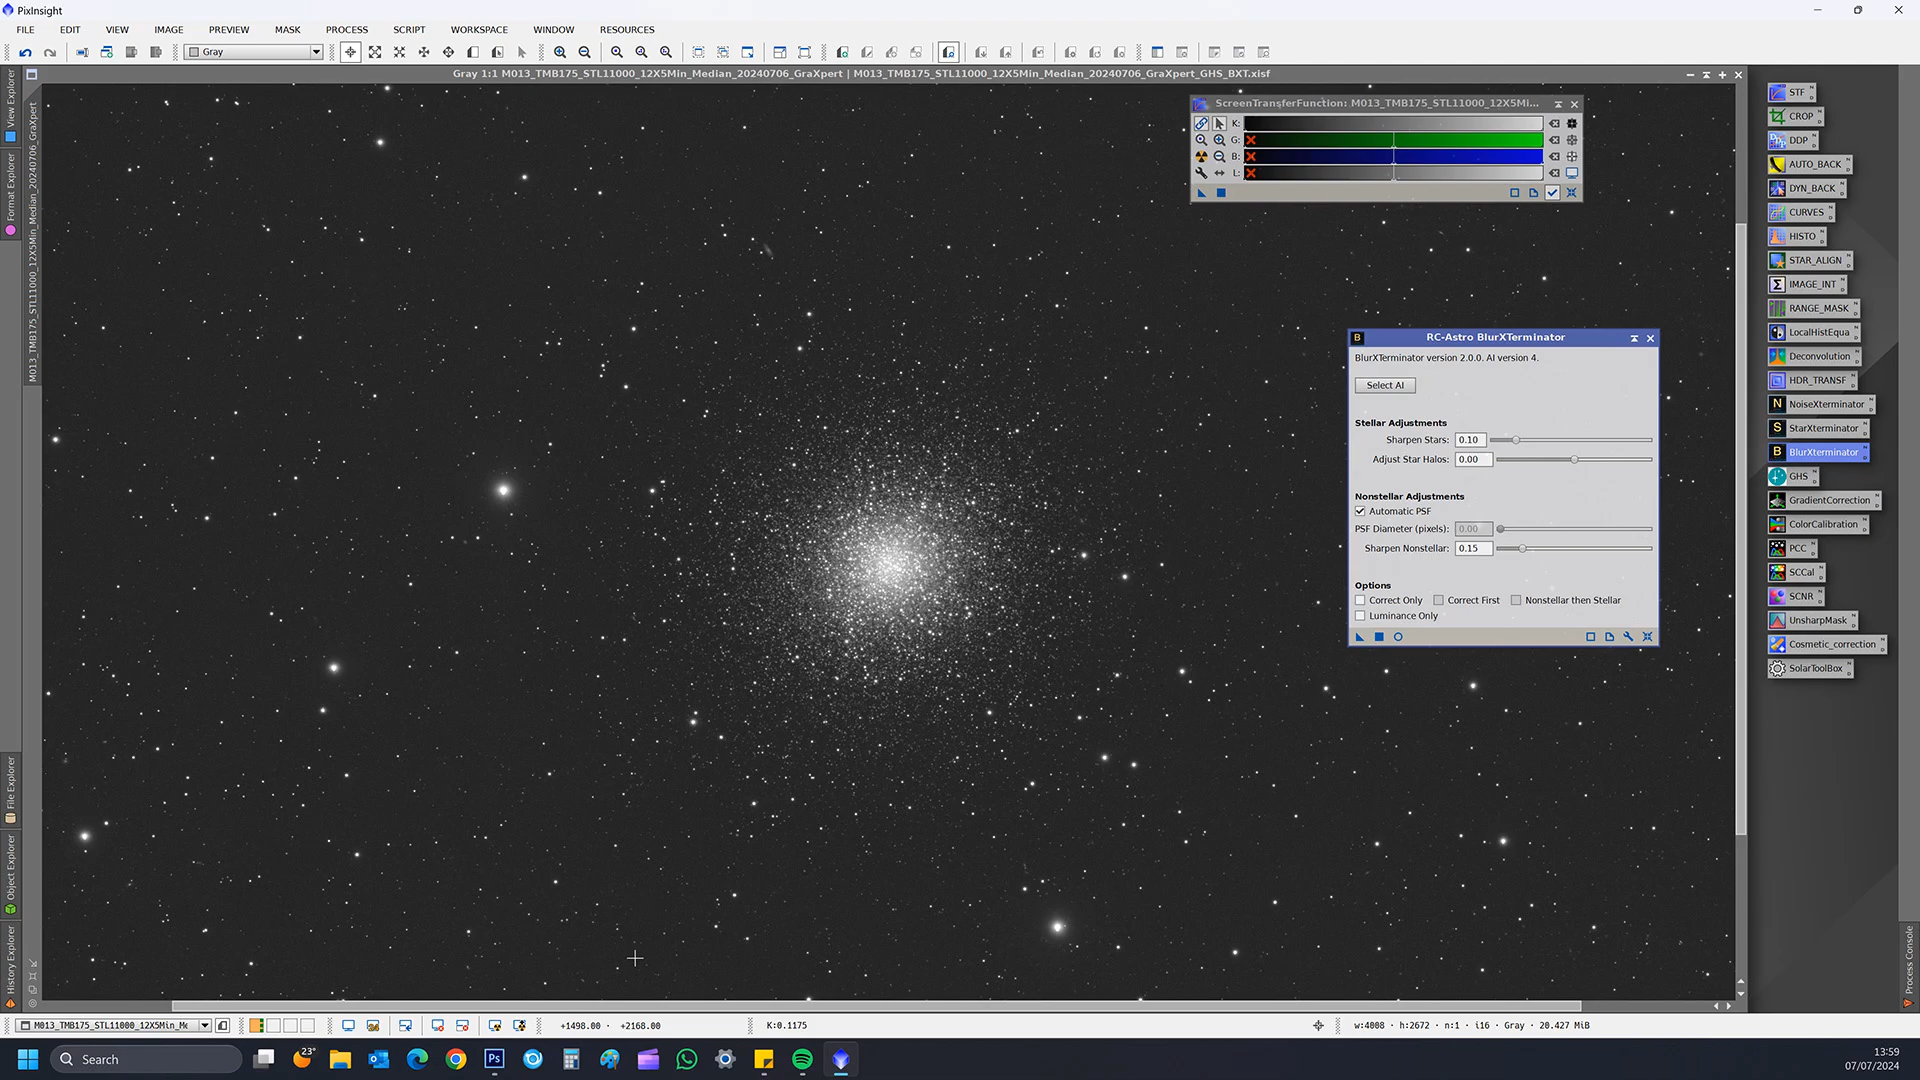 PixInsight
FILE EDIT VIEW IMAGE PREVIEW MASK PROCESS SCRIPT WORKSPACE WINDOW RESOURCES
Gray
Gray 1:1 M013_TMB175_STL11000_12X5Min_Median_20240706_GraXpert | M013_TMB175_STL11000_12X5Min_Median_20240706_GraXpert_GHS_BXT.xisf
View Explorer
Format Explorer
File Explorer
Object Explorer
History Explorer
M013_TMB175_STL11000_12X5Min_Median_20240706_GraXpert
ScreenTransferFunction: M013_TMB175_STL11000_12X5Mi...
K:
G:
B:
L:
RC-Astro BlurXTerminator
BlurXTerminator version 2.0.0. AI version 4.
Select AI
Stellar Adjustments
Sharpen Stars: 0.10
Adjust Star Halos: 0.00
Nonstellar Adjustments
Automatic PSF
PSF Diameter (pixels): 0.00
Sharpen Nonstellar: 0.15
Options
Correct Only Correct First Nonstellar then Stellar
Luminance Only
STF
CROP
DDP
AUTO_BACK
DYN_BACK
CURVES
HISTO
STAR_ALIGN
IMAGE_INT
RANGE_MASK
LocalHistEqua
Deconvolution
HDR_TRANSF
NoiseXterminator
StarXterminator
BlurXterminator
GHS
GradientCorrection
ColorCalibration
PCC
SCCal
SCNR
UnsharpMask
Cosmetic_correction
SolarToolBox
Process Console
M013_TMB175_STL11000_12X5Min_Me
+1498.00 · +2168.00
K:0.1175
w:4008 · h:2672 · n:1 · i16 · Gray · 20.427 MiB
Search
23°
Ps
13:59
07/07/2024